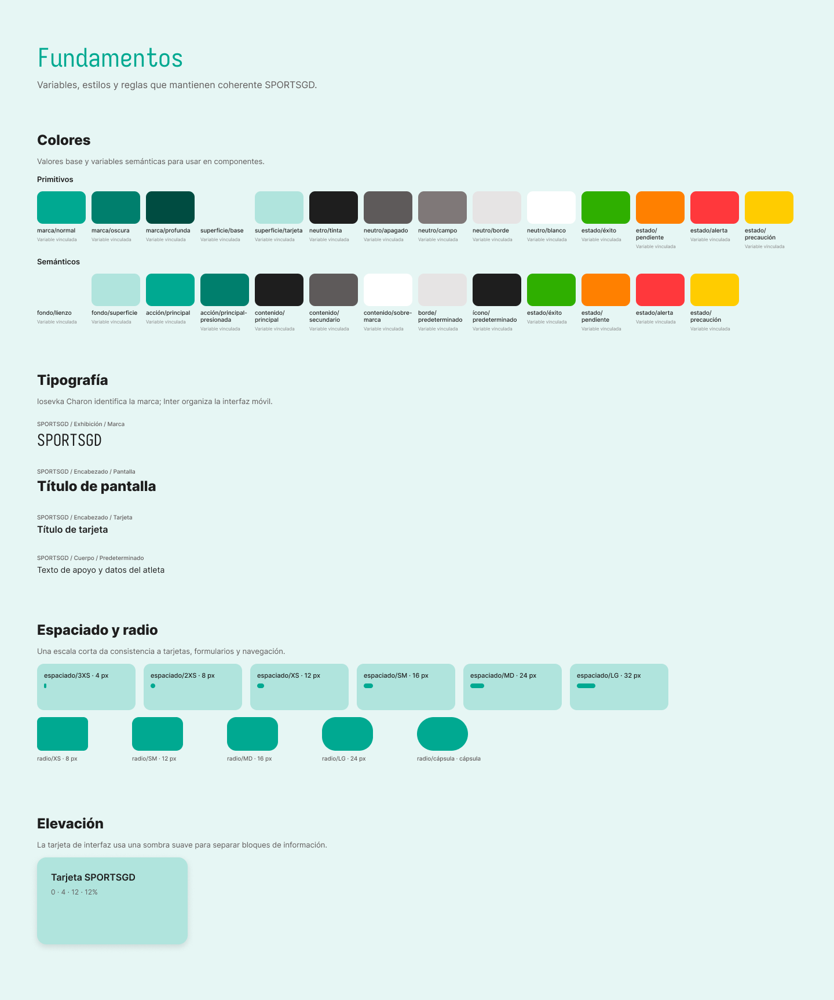 Fundamentos
Variables, estilos y reglas que mantienen coherente SPORTSGD.
Colores
Valores base y variables semánticas para usar en componentes.
Primitivos
marca/normal
Variable vinculada
marca/oscura
Variable vinculada
marca/profunda
Variable vinculada
superficie/base
Variable vinculada
superficie/tarjeta
Variable vinculada
neutro/tinta
Variable vinculada
neutro/apagado
Variable vinculada
neutro/campo
Variable vinculada
neutro/borde
Variable vinculada
neutro/blanco
Variable vinculada
estado/éxito
Variable vinculada
estado/
pendiente
Variable vinculada
estado/alerta
Variable vinculada
estado/
precaución
Variable vinculada
Semánticos
fondo/lienzo
Variable vinculada
fondo/superficie
Variable vinculada
acción/principal
Variable vinculada
acción/principal-
presionada
Variable vinculada
contenido/
principal
Variable vinculada
contenido/
secundario
Variable vinculada
contenido/sobre-
marca
Variable vinculada
borde/
predeterminado
Variable vinculada
ícono/
predeterminado
Variable vinculada
estado/éxito
Variable vinculada
estado/
pendiente
Variable vinculada
estado/alerta
Variable vinculada
estado/
precaución
Variable vinculada
Tipografía
Iosevka Charon identifica la marca; Inter organiza la interfaz móvil.
SPORTSGD / Exhibición / Marca
SPORTSGD
SPORTSGD / Encabezado / Pantalla
Título de pantalla
SPORTSGD / Encabezado / Tarjeta
Título de tarjeta
SPORTSGD / Cuerpo / Predeterminado
Texto de apoyo y datos del atleta
Espaciado y radio
Una escala corta da consistencia a tarjetas, formularios y navegación.
espaciado/3XS · 4 px
espaciado/2XS · 8 px
espaciado/XS · 12 px
espaciado/SM · 16 px
espaciado/MD · 24 px
espaciado/LG · 32 px
radio/XS · 8 px
radio/SM · 12 px
radio/MD · 16 px
radio/LG · 24 px
radio/cápsula · cápsula
Elevación
La tarjeta de interfaz usa una sombra suave para separar bloques de información.
Tarjeta SPORTSGD
0 · 4 · 12 · 12%